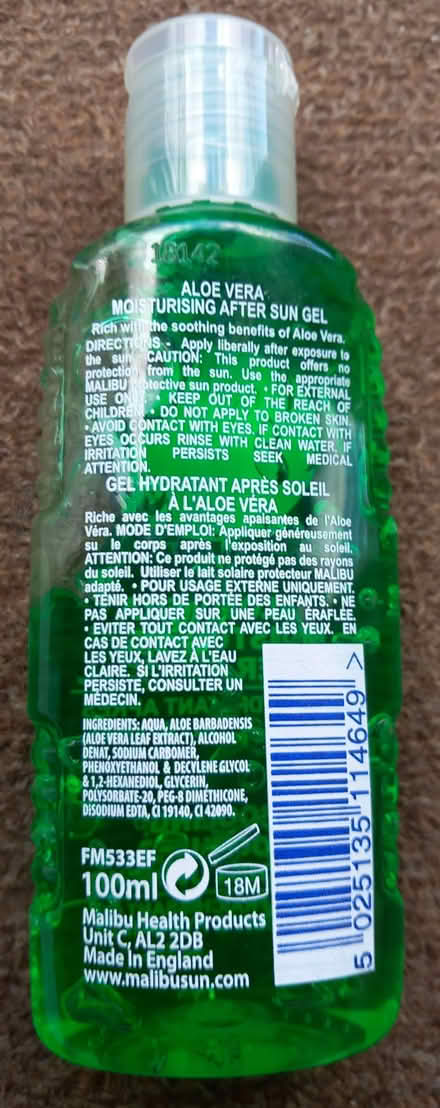 18142
ALOE VERA
MOISTURISING AFTER SUN GEL
Rich with the soothing benefits of Aloe Vera.
DIRECTIONS - Apply liberally after exposure to
the sun. CAUTION: This product offers no
protection from the sun. Use the appropriate
MALIBU protective sun product. • FOR EXTERNAL
USE ONLY. • KEEP OUT OF THE REACH OF
CHILDREN. • DO NOT APPLY TO BROKEN SKIN.
• AVOID CONTACT WITH EYES. IF CONTACT WITH
EYES OCCURS RINSE WITH CLEAN WATER. IF
IRRITATION PERSISTS SEEK MEDICAL
ATTENTION.
GEL HYDRATANT APRÈS SOLEIL
À L'ALOE VÉRA
Riche avec les avantages apaisantes de l'Aloe
Véra. MODE D'EMPLOI: Appliquer généreusement
su le corps après l'exposition au soleil.
ATTENTION: Ce produit ne protégé pas des rayons
du soleil. Utiliser le lait solaire protecteur MALIBU
adapté. • POUR USAGE EXTERNE UNIQUEMENT.
• TENIR HORS DE PORTÉE DES ENFANTS. • NE
PAS APPLIQUER SUR UNE PEAU ÉRAFLÉE.
• EVITER TOUT CONTACT AVEC LES YEUX. EN
CAS DE CONTACT AVEC
LES YEUX, LAVEZ À L'EAU
CLAIRE. SI L'IRRITATION
PERSISTE, CONSULTER UN
MÉDECIN.
INGREDIENTS: AQUA, ALOE BARBADENSIS
(ALOE VERA LEAF EXTRACT), ALCOHOL
DENAT, SODIUM CARBOMER,
PHENOXYETHANOL & DECYLENE GLYCOL
& 1,2-HEXANEDIOL, GLYCERIN,
POLYSORBATE-20, PEG-8 DIMETHICONE,
DISODIUM EDTA, CI 19140, CI 42090.
FM533EF
100ml
18M
Malibu Health Products
Unit C, AL2 2DB
Made In England
www.malibusun.com
5 025135 114649 >